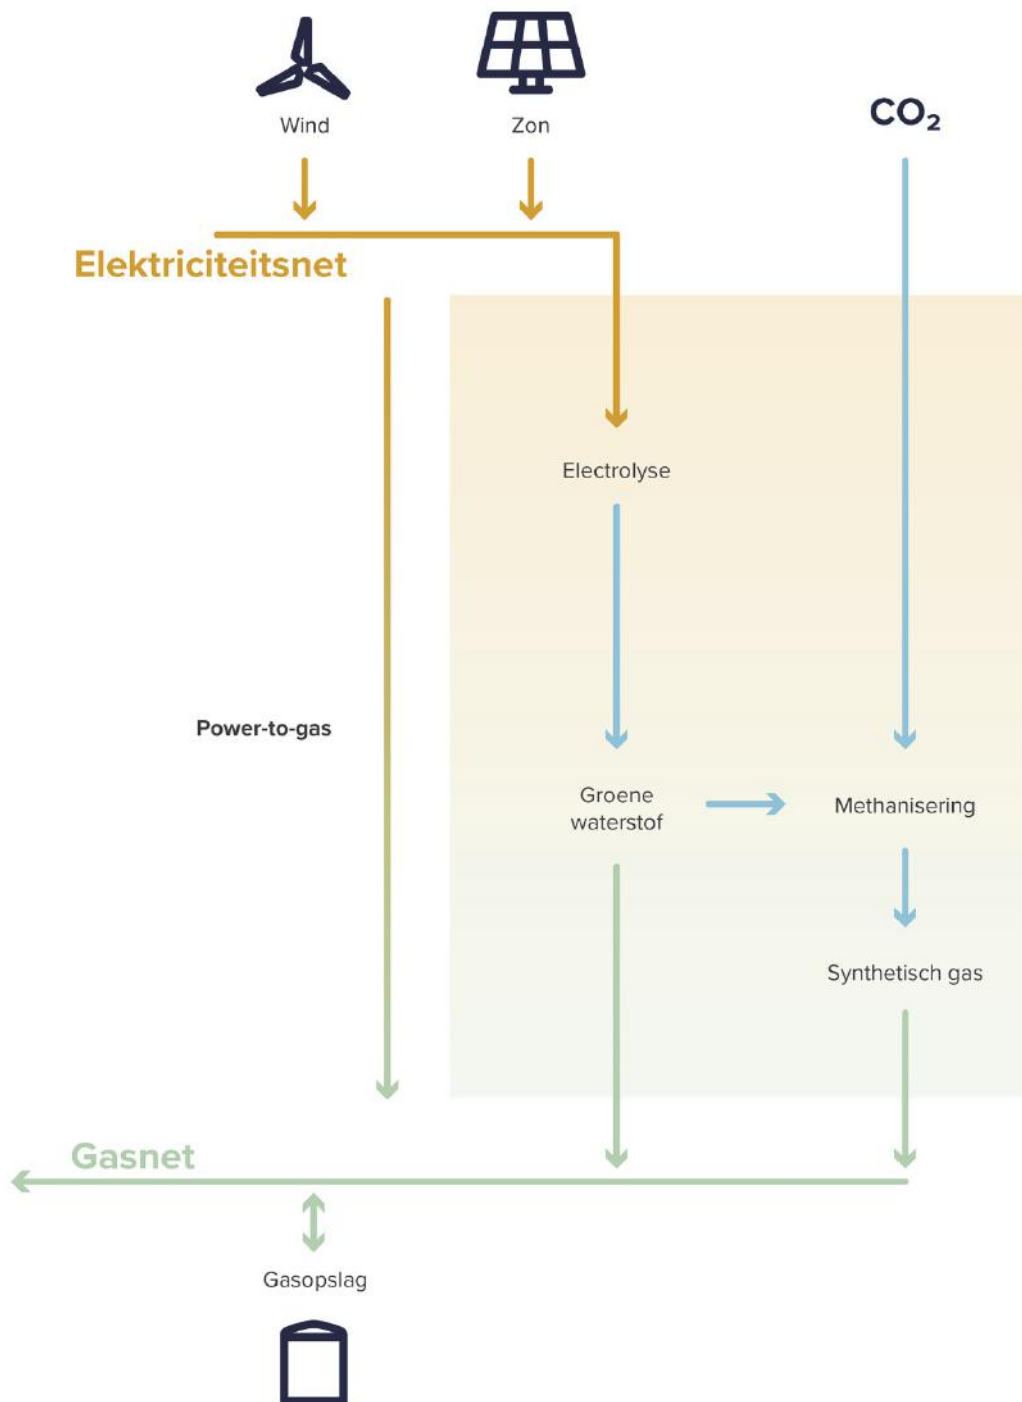 Wind
Zon
CO₂
Elektriciteitsnet
Electrolyse
Power-to-gas
Groene
waterstof
Methanisering
Synthetisch gas
Gasnet
Gasopslag